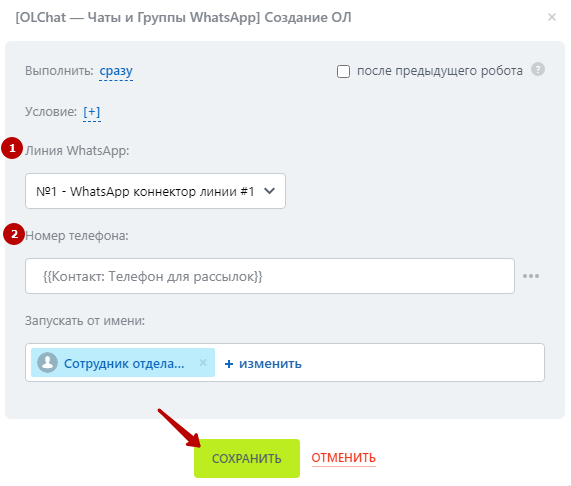 [OLChat — Чаты и Группы WhatsApp] Создание ОЛ ×
Выполнить: сразу после предыдущего робота ?
Условие: [+]
1 Линия WhatsApp:
№1 - WhatsApp коннектор линии #1
2 Номер телефона:
{{Контакт: Телефон для рассылок}} •••
Запускать от имени:
Сотрудник отдела... × + изменить
СОХРАНИТЬ ОТМЕНИТЬ